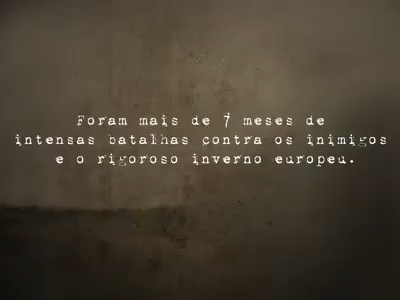 Foram mais de 7 meses de
intensas batalhas contra os inimigos
e o rigoroso inverno europeu.